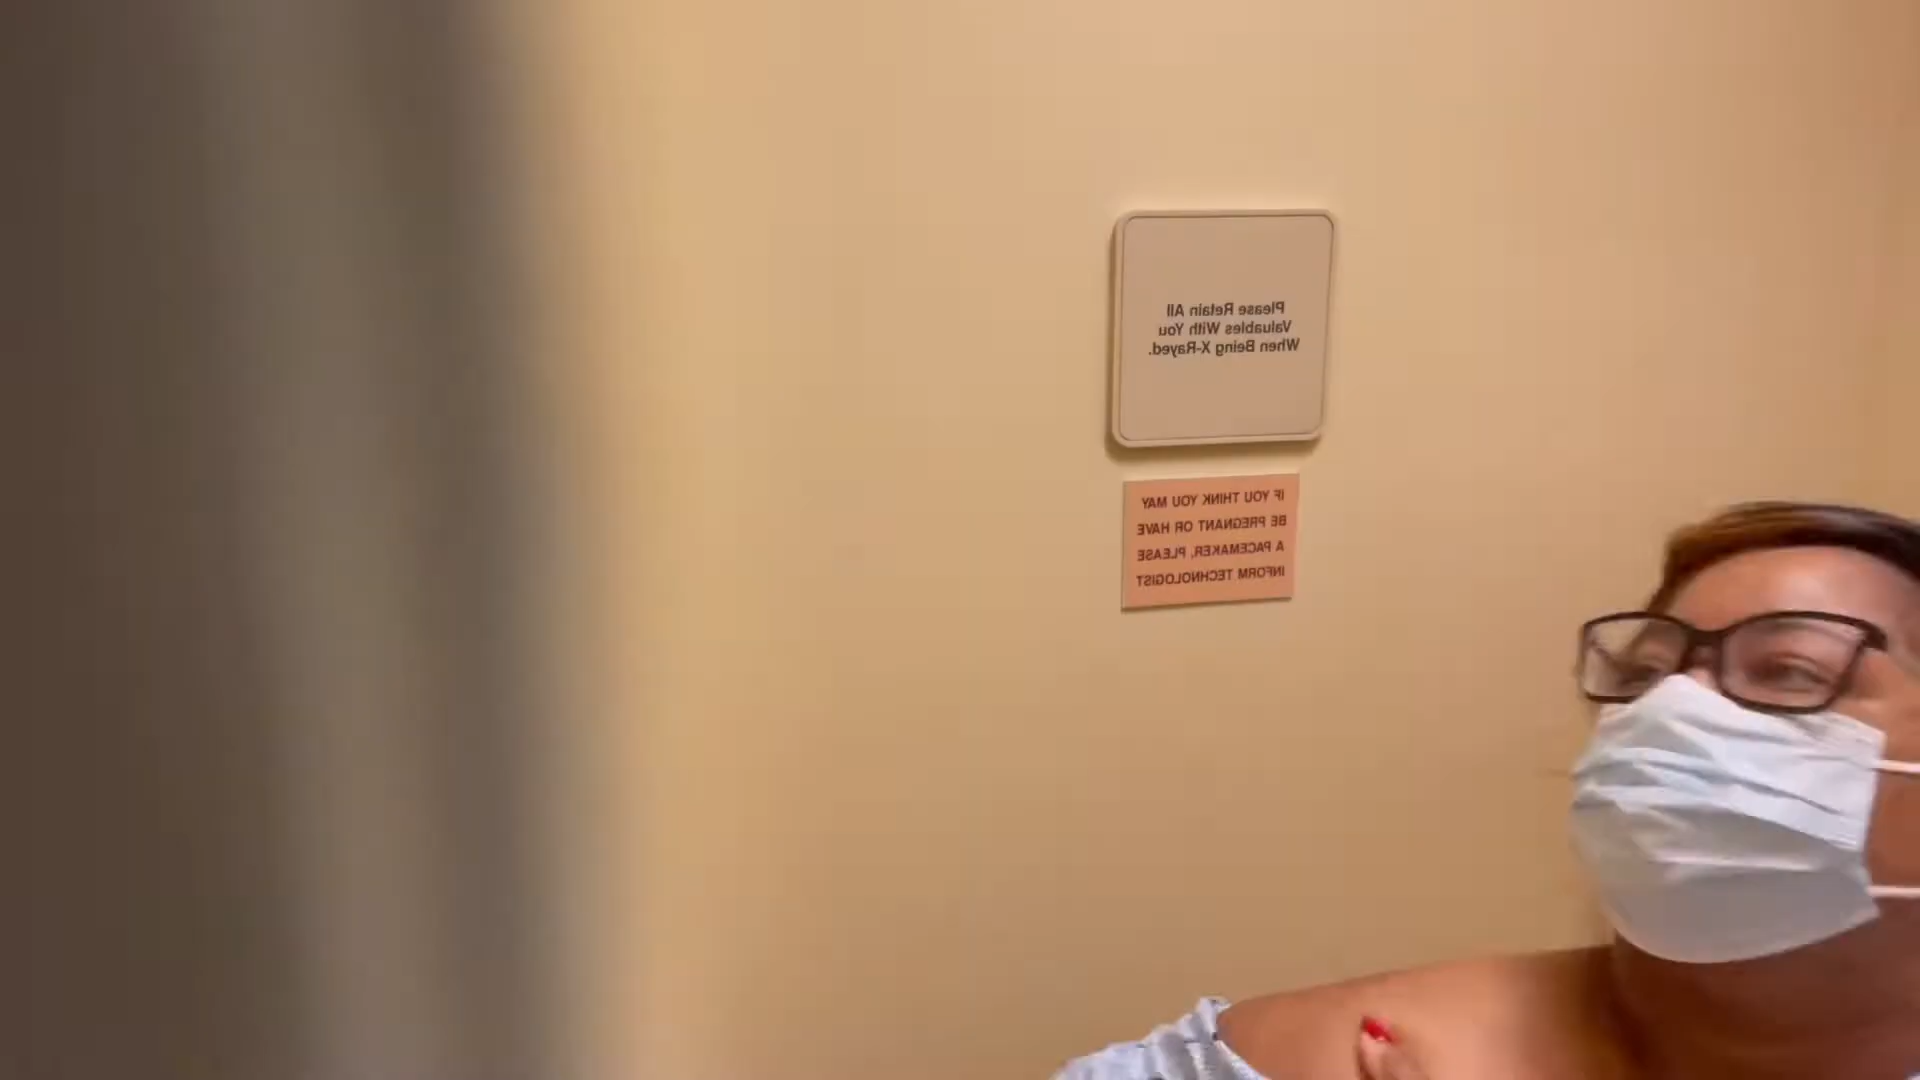 Please Retain All
Valuables With You
When Being X-Rayed.
IF YOU THINK YOU MAY
BE PREGNANT OR HAVE
A PACEMAKER, PLEASE
INFORM TECHNOLOGIST